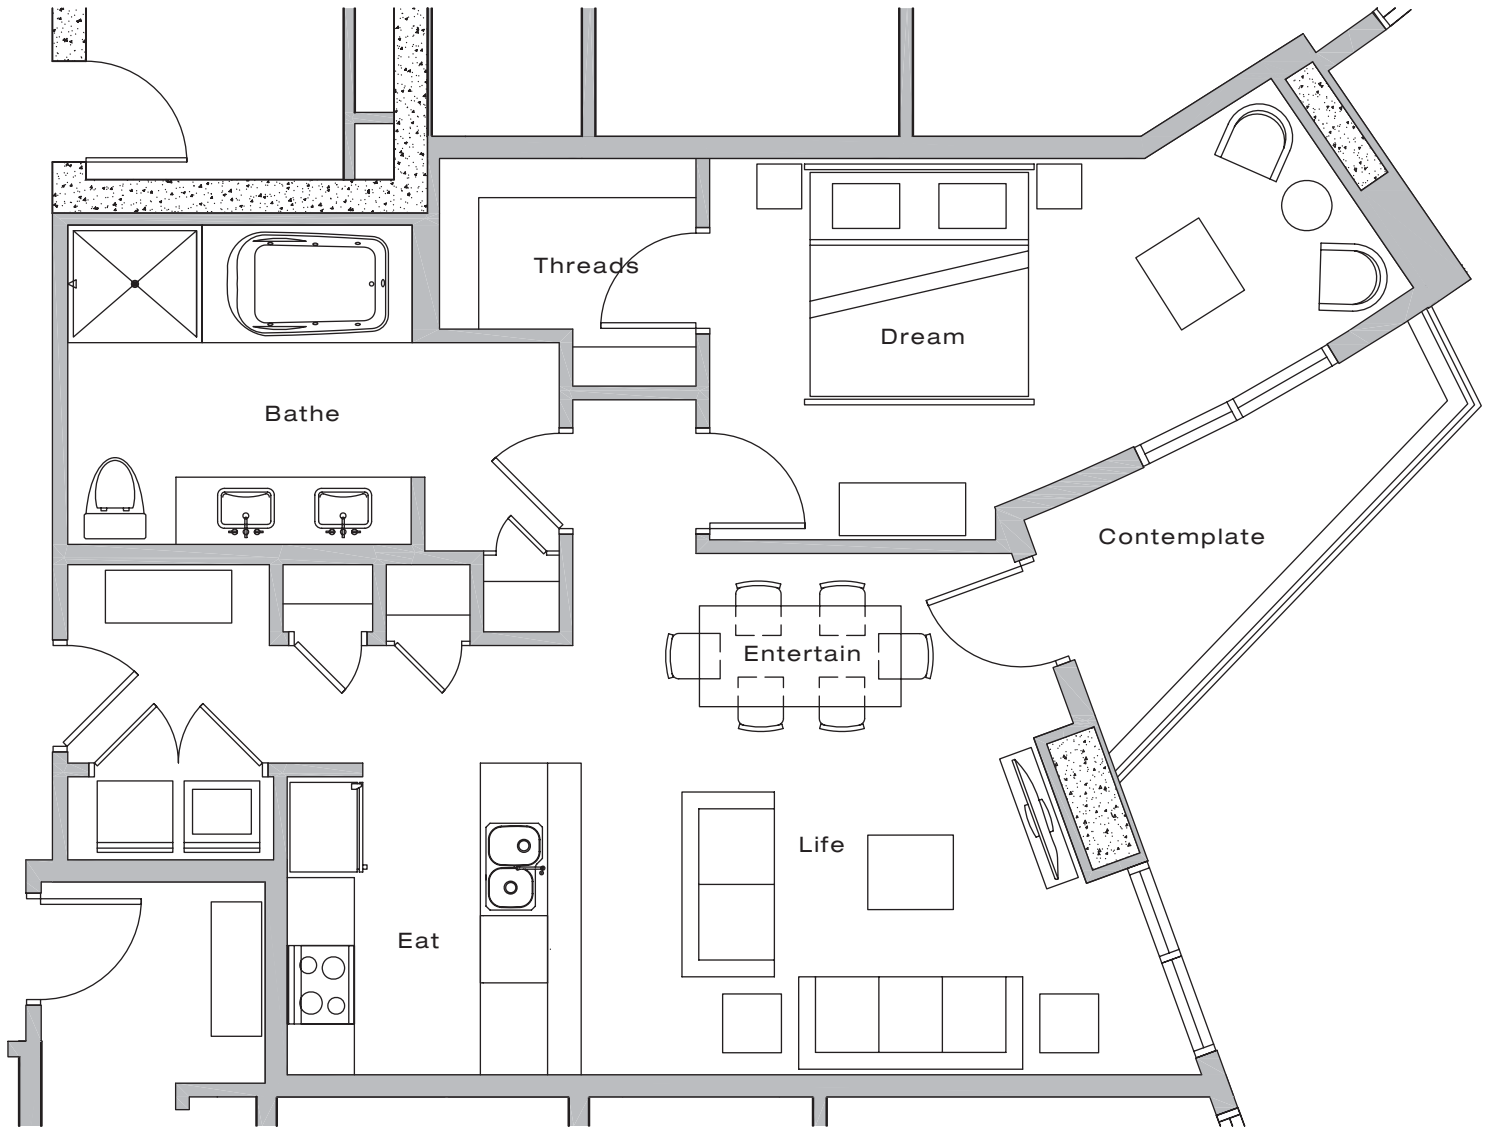 Threads
Dream
Bathe
Contemplate
Entertain
Life
Eat